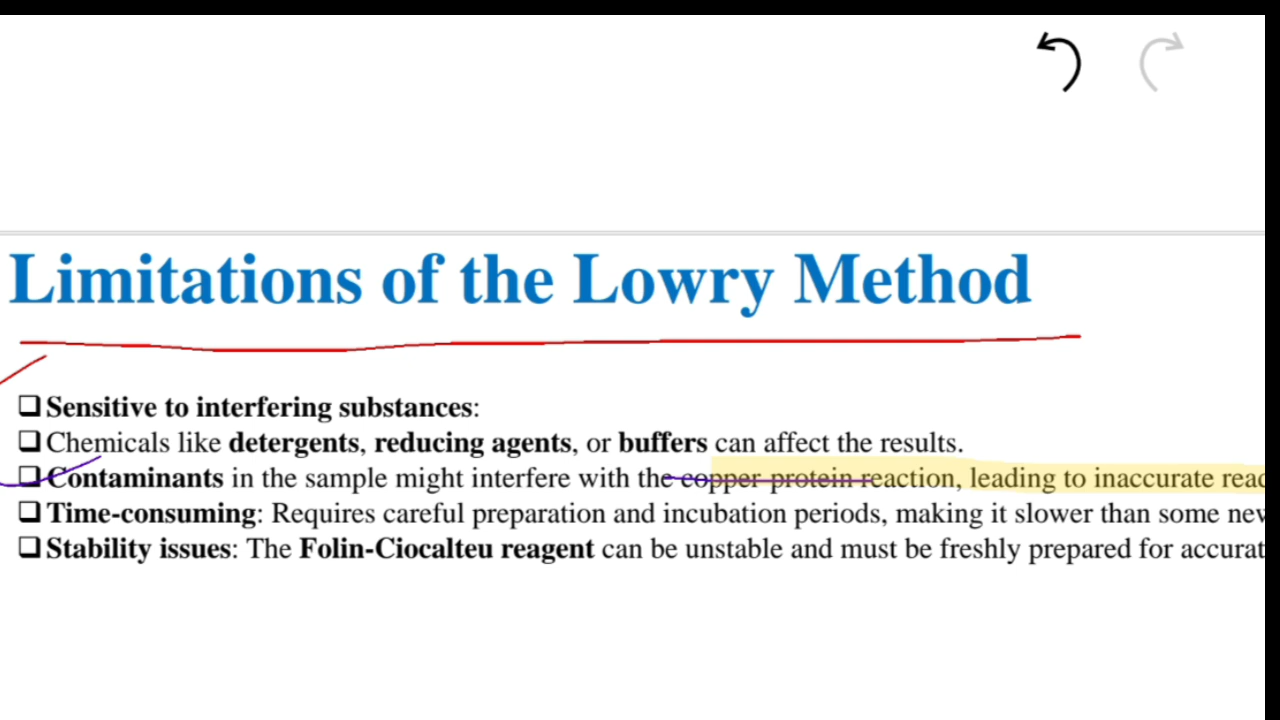 Limitations of the Lowry Method
❑Sensitive to interfering substances:
❑Chemicals like detergents, reducing agents, or buffers can affect the results.
❑Contaminants in the sample might interfere with the copper-protein reaction, leading to inaccurate
❑Time-consuming: Requires careful preparation and incubation periods, making it slower than some
❑Stability issues: The Folin-Ciocalteu reagent can be unstable and must be freshly prepared for